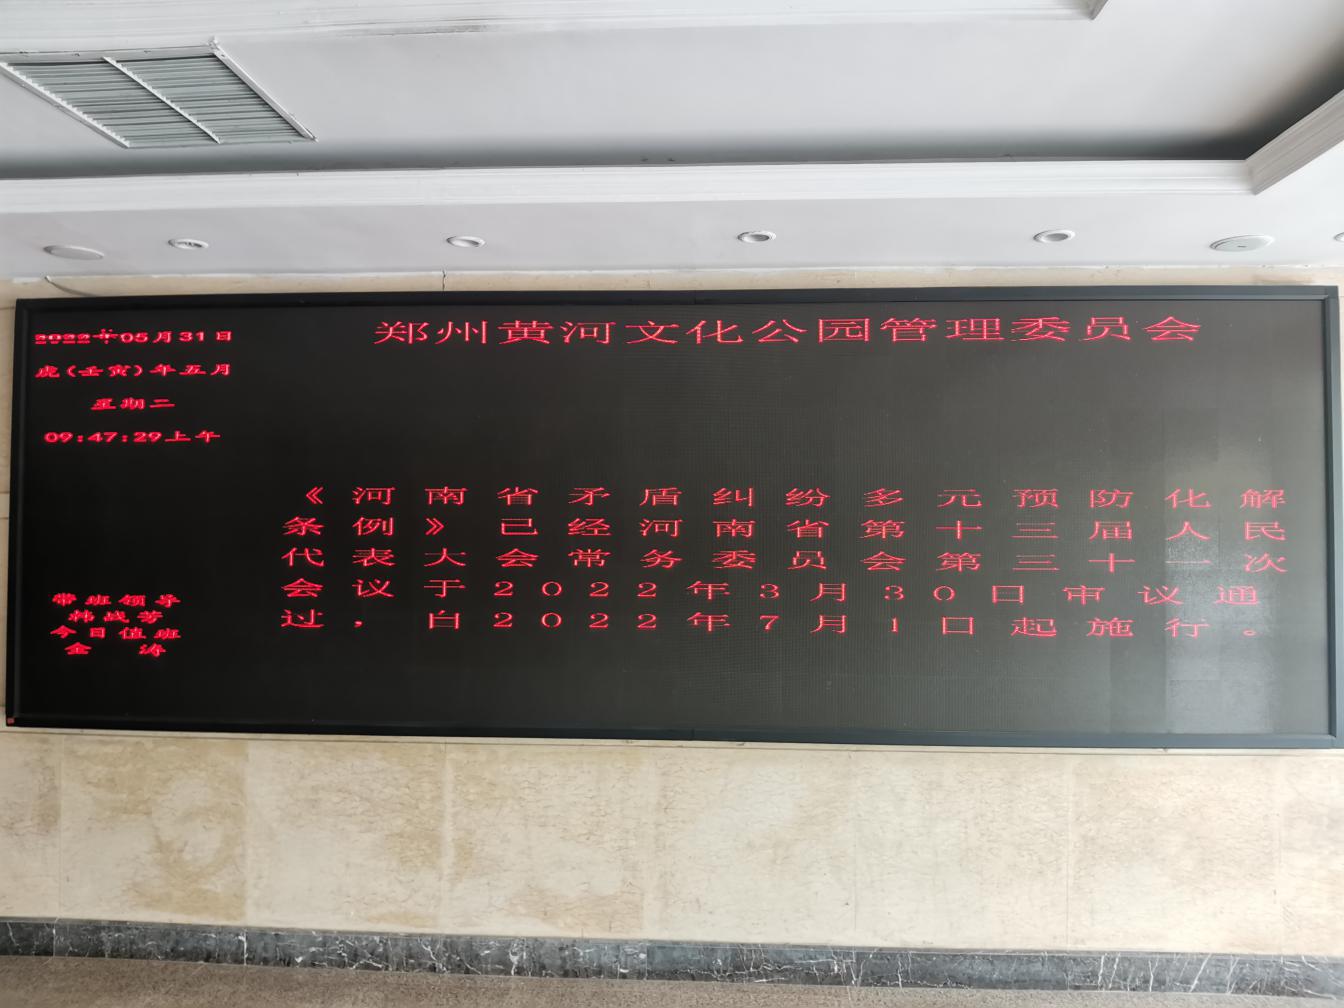 郑州黄河文化公园管理委员会
2022年05月31日
虎(壬寅)年五月
星期二
09:47:29上午
《河南省矛盾纠纷多元预防化解
条例》已经河南省第十三届人民
代表大会常务委员会第三十一次
会议于2022年3月30日审议通
过，自2022年7月1日起施行。
带班领导
韩战芳
今日值班
金涛